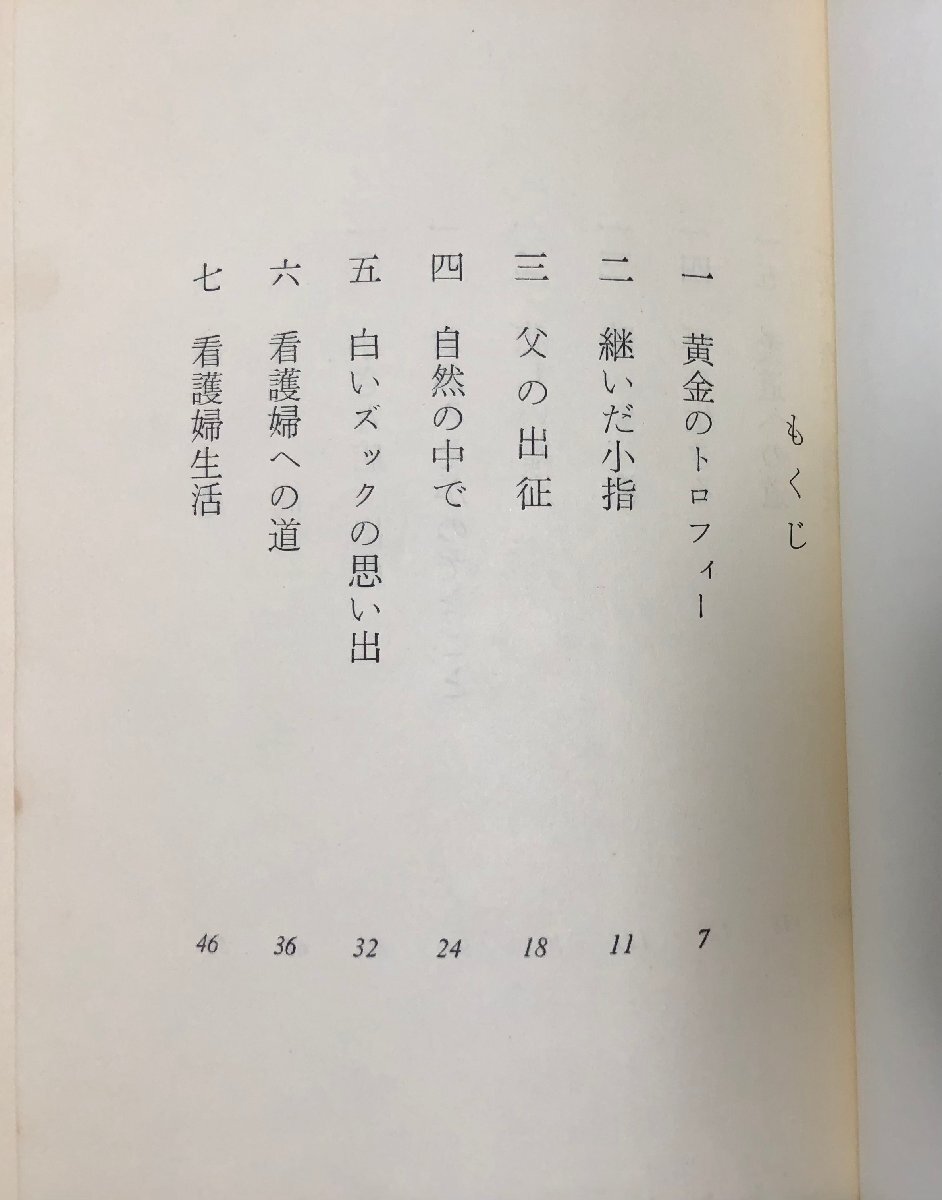 もくじ
一 黄金のトロフィー 7
二 継いだ小指 11
三 父の出征 18
四 自然の中で 24
五 白いズックの思い出 32
六 看護婦への道 36
七 看護婦生活 46